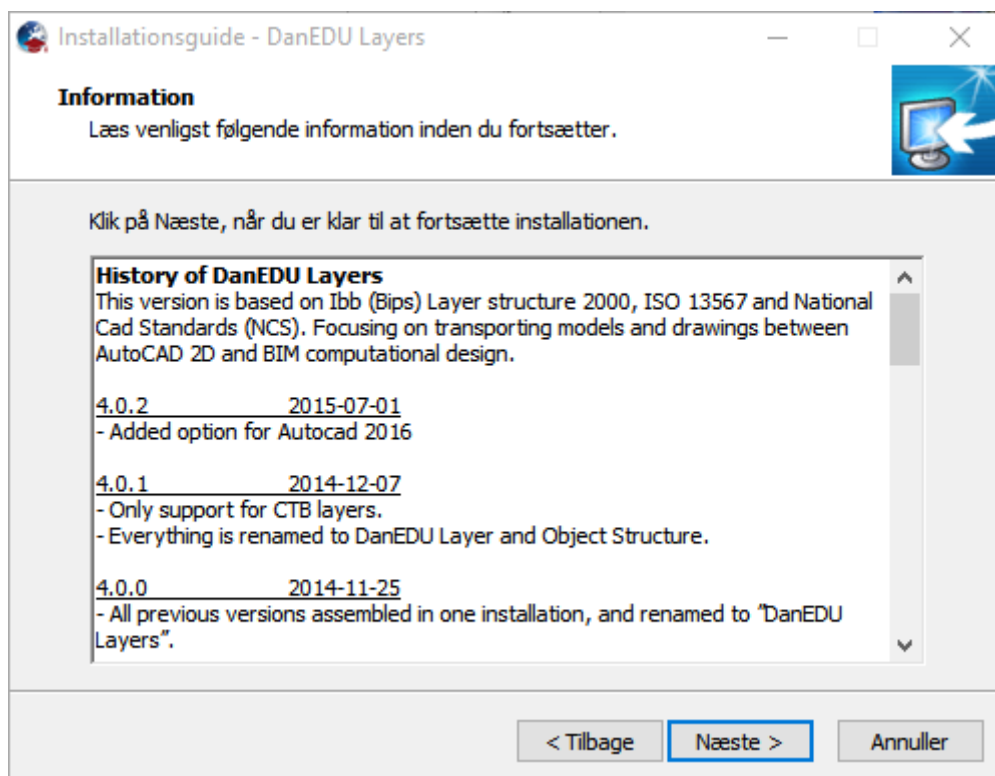 Installationsguide - DanEDU Layers
Information
Læs venligst følgende information inden du fortsætter.
Klik på Næste, når du er klar til at fortsætte installationen.
History of DanEDU Layers
This version is based on Ibb (Bips) Layer structure 2000, ISO 13567 and National
Cad Standards (NCS). Focusing on transporting models and drawings between
AutoCAD 2D and BIM computational design.
4.0.2 2015-07-01
- Added option for Autocad 2016
4.0.1 2014-12-07
- Only support for CTB layers.
- Everything is renamed to DanEDU Layer and Object Structure.
4.0.0 2014-11-25
- All previous versions assembled in one installation, and renamed to ”DanEDU
Layers”.
< Tilbage Næste > Annuller